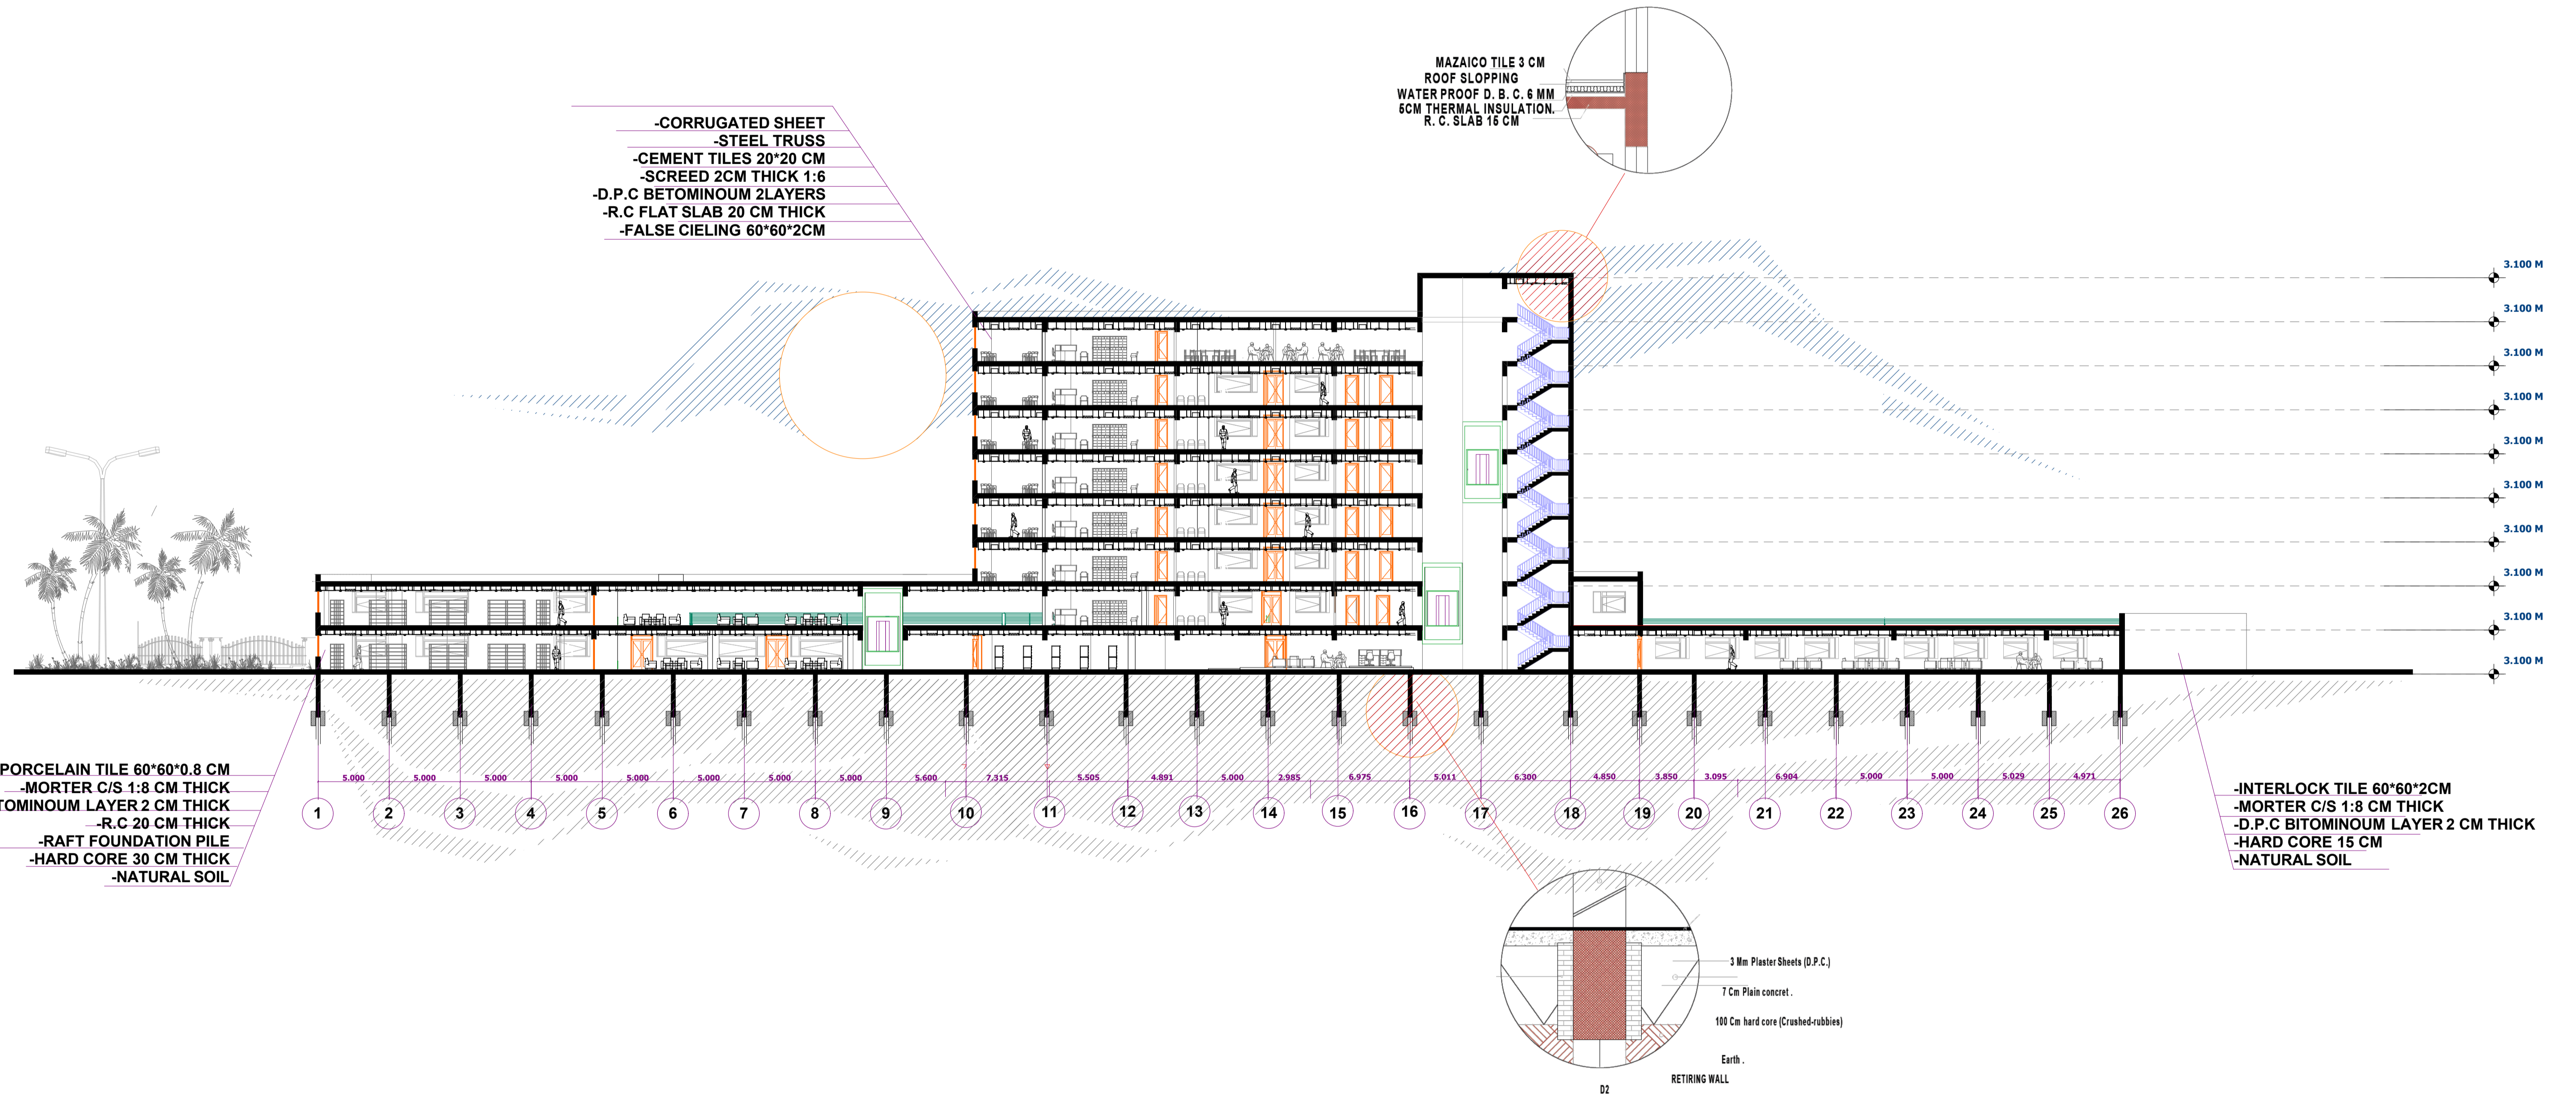 MAZAICO TILE 3 CM
ROOF SLOPPING
WATER PROOF D. B. C. 6 MM
5CM THERMAL INSULATION.
R. C. SLAB 15 CM
-CORRUGATED SHEET
-STEEL TRUSS
-CEMENT TILES 20*20 CM
-SCREED 2CM THICK 1:6
-D.P.C BETOMINOUM 2LAYERS
-R.C FLAT SLAB 20 CM THICK
-FALSE CIELING 60*60*2CM
3.100 M
3.100 M
3.100 M
3.100 M
3.100 M
3.100 M
3.100 M
3.100 M
3.100 M
3.100 M
5.000 5.000 5.000 5.000 5.000 5.000 5.000 5.000 5.600 7.315 5.505 4.891 5.000 2.985 6.975 5.011 6.300 4.850 3.850 3.095 6.904 5.000 5.000 5.029 4.971
1 2 3 4 5 6 7 8 9 10 11 12 13 14 15 16 17 18 19 20 21 22 23 24 25 26
PORCELAIN TILE 60*60*0.8 CM
-MORTER C/S 1:8 CM THICK
TOMINOUM LAYER 2 CM THICK
-R.C 20 CM THICK
-RAFT FOUNDATION PILE
-HARD CORE 30 CM THICK
-NATURAL SOIL
-INTERLOCK TILE 60*60*2CM
-MORTER C/S 1:8 CM THICK
-D.P.C BITOMINOUM LAYER 2 CM THICK
-HARD CORE 15 CM
-NATURAL SOIL
3 Mm Plaster Sheets (D.P.C.)
7 Cm Plain concret .
100 Cm hard core (Crushed-rubbies)
Earth .
RETIRING WALL
D2